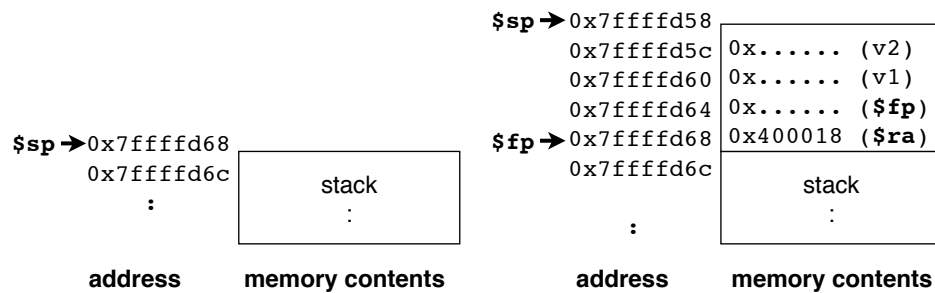 $sp → 0x7ffffd68
0x7ffffd6c
:
stack
:
address memory contents
$sp → 0x7ffffd58
0x7ffffd5c 0x...... (v2)
0x7ffffd60 0x...... (v1)
0x7ffffd64 0x...... ($fp)
$fp → 0x7ffffd68 0x400018 ($ra)
0x7ffffd6c
stack
:
:
address memory contents